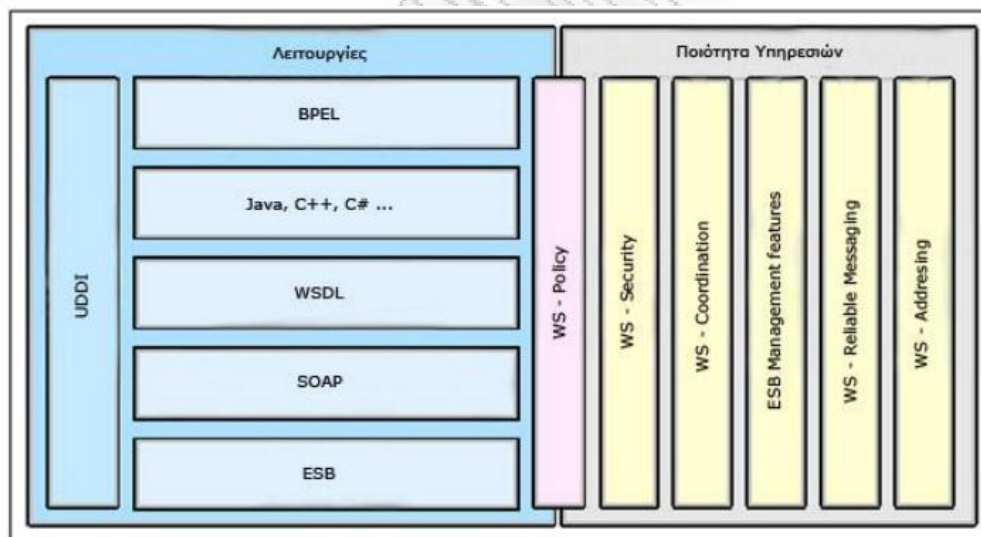 Λειτουργίες
Ποιότητα Υπηρεσιών
UDDI
BPEL
Java, C++, C# ...
WSDL
SOAP
ESB
WS - Policy
WS - Security
WS - Coordination
ESB Management features
WS - Reliable Messaging
WS - Addresing